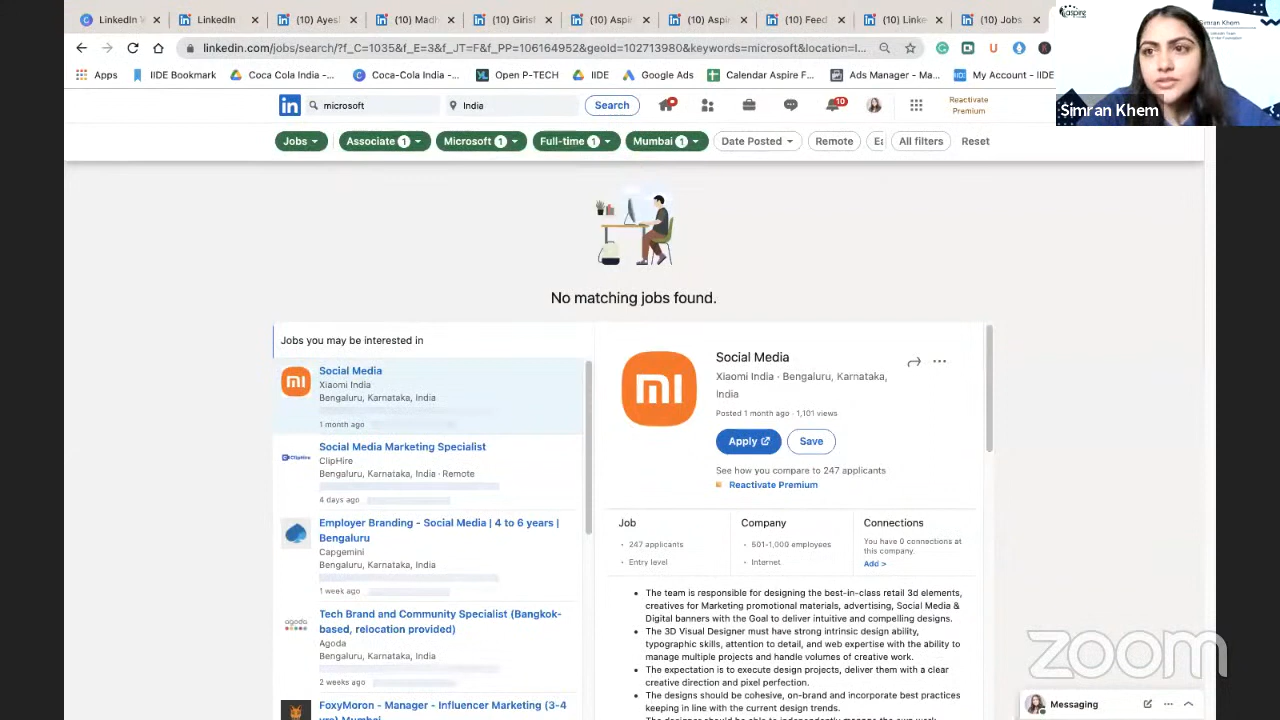 LinkedIn
LinkedIn
(10) Ayesl
(10) Madh
(10) Girisl
(10) Aspir
(10) Aspir
(10) Feed
(10) Linke
(10) Jobs
linkedin.com/jobs/search/?f_C=1035&f_E=3&f_JT=F&f_PP=106164952&geoId=102713980&keywords=microsoft&location=I...
Apps
IIDE Bookmark
Coca Cola India -...
Coca-Cola India -...
Open P-TECH
IIDE
Google Ads
Calendar Aspire F...
Ads Manager - Ma...
My Account - IIDE
Simran Khem
Simran Khem
in
microsoft
India
Search
10
Reactivate
Premium
Jobs
Associate 1
Microsoft 1
Full-time 1
Mumbai 1
Date Posted
Remote
Ea
All filters
Reset
No matching jobs found.
Jobs you may be interested in
Social Media
Xiaomi India
Bengaluru, Karnataka, India
1 month ago
Social Media Marketing Specialist
ClipHire
ClipHire
Bengaluru, Karnataka, India · Remote
4 days ago
Employer Branding - Social Media | 4 to 6 years |
Bengaluru
Capgemini
Bengaluru, Karnataka, India
1 week ago
Tech Brand and Community Specialist (Bangkok-
based, relocation provided)
agoda
Agoda
Bengaluru, Karnataka, India
2 weeks ago
FoxyMoron - Manager - Influencer Marketing (3-4
yrs) Mumbai
Social Media
Xiaomi India · Bengaluru, Karnataka,
India
Posted 1 month ago · 1,101 views
Apply
Save
See how you compare to 247 applicants
Reactivate Premium
Job
247 applicants
Entry level
Company
501-1,000 employees
Internet
Connections
You have 0 connections at
this company.
Add >
• The team is responsible for designing the best-in-class retail 3d elements,
creatives for Marketing promotional materials, advertising, Social Media &
Digital banners with the Goal to deliver intuitive and compelling designs.
• The 3D Visual Designer must have strong intrinsic design ability,
typographic skills, attention to detail, and web expertise with the ability to
manage multiple projects and handle volumes of creative work.
• The expectation is to execute design projects, deliver them with a clear
creative direction and pixel perfection.
• The designs should be cohesive, on-brand and incorporate best practices
keeping in line with the current design trends.
zoom
Messaging